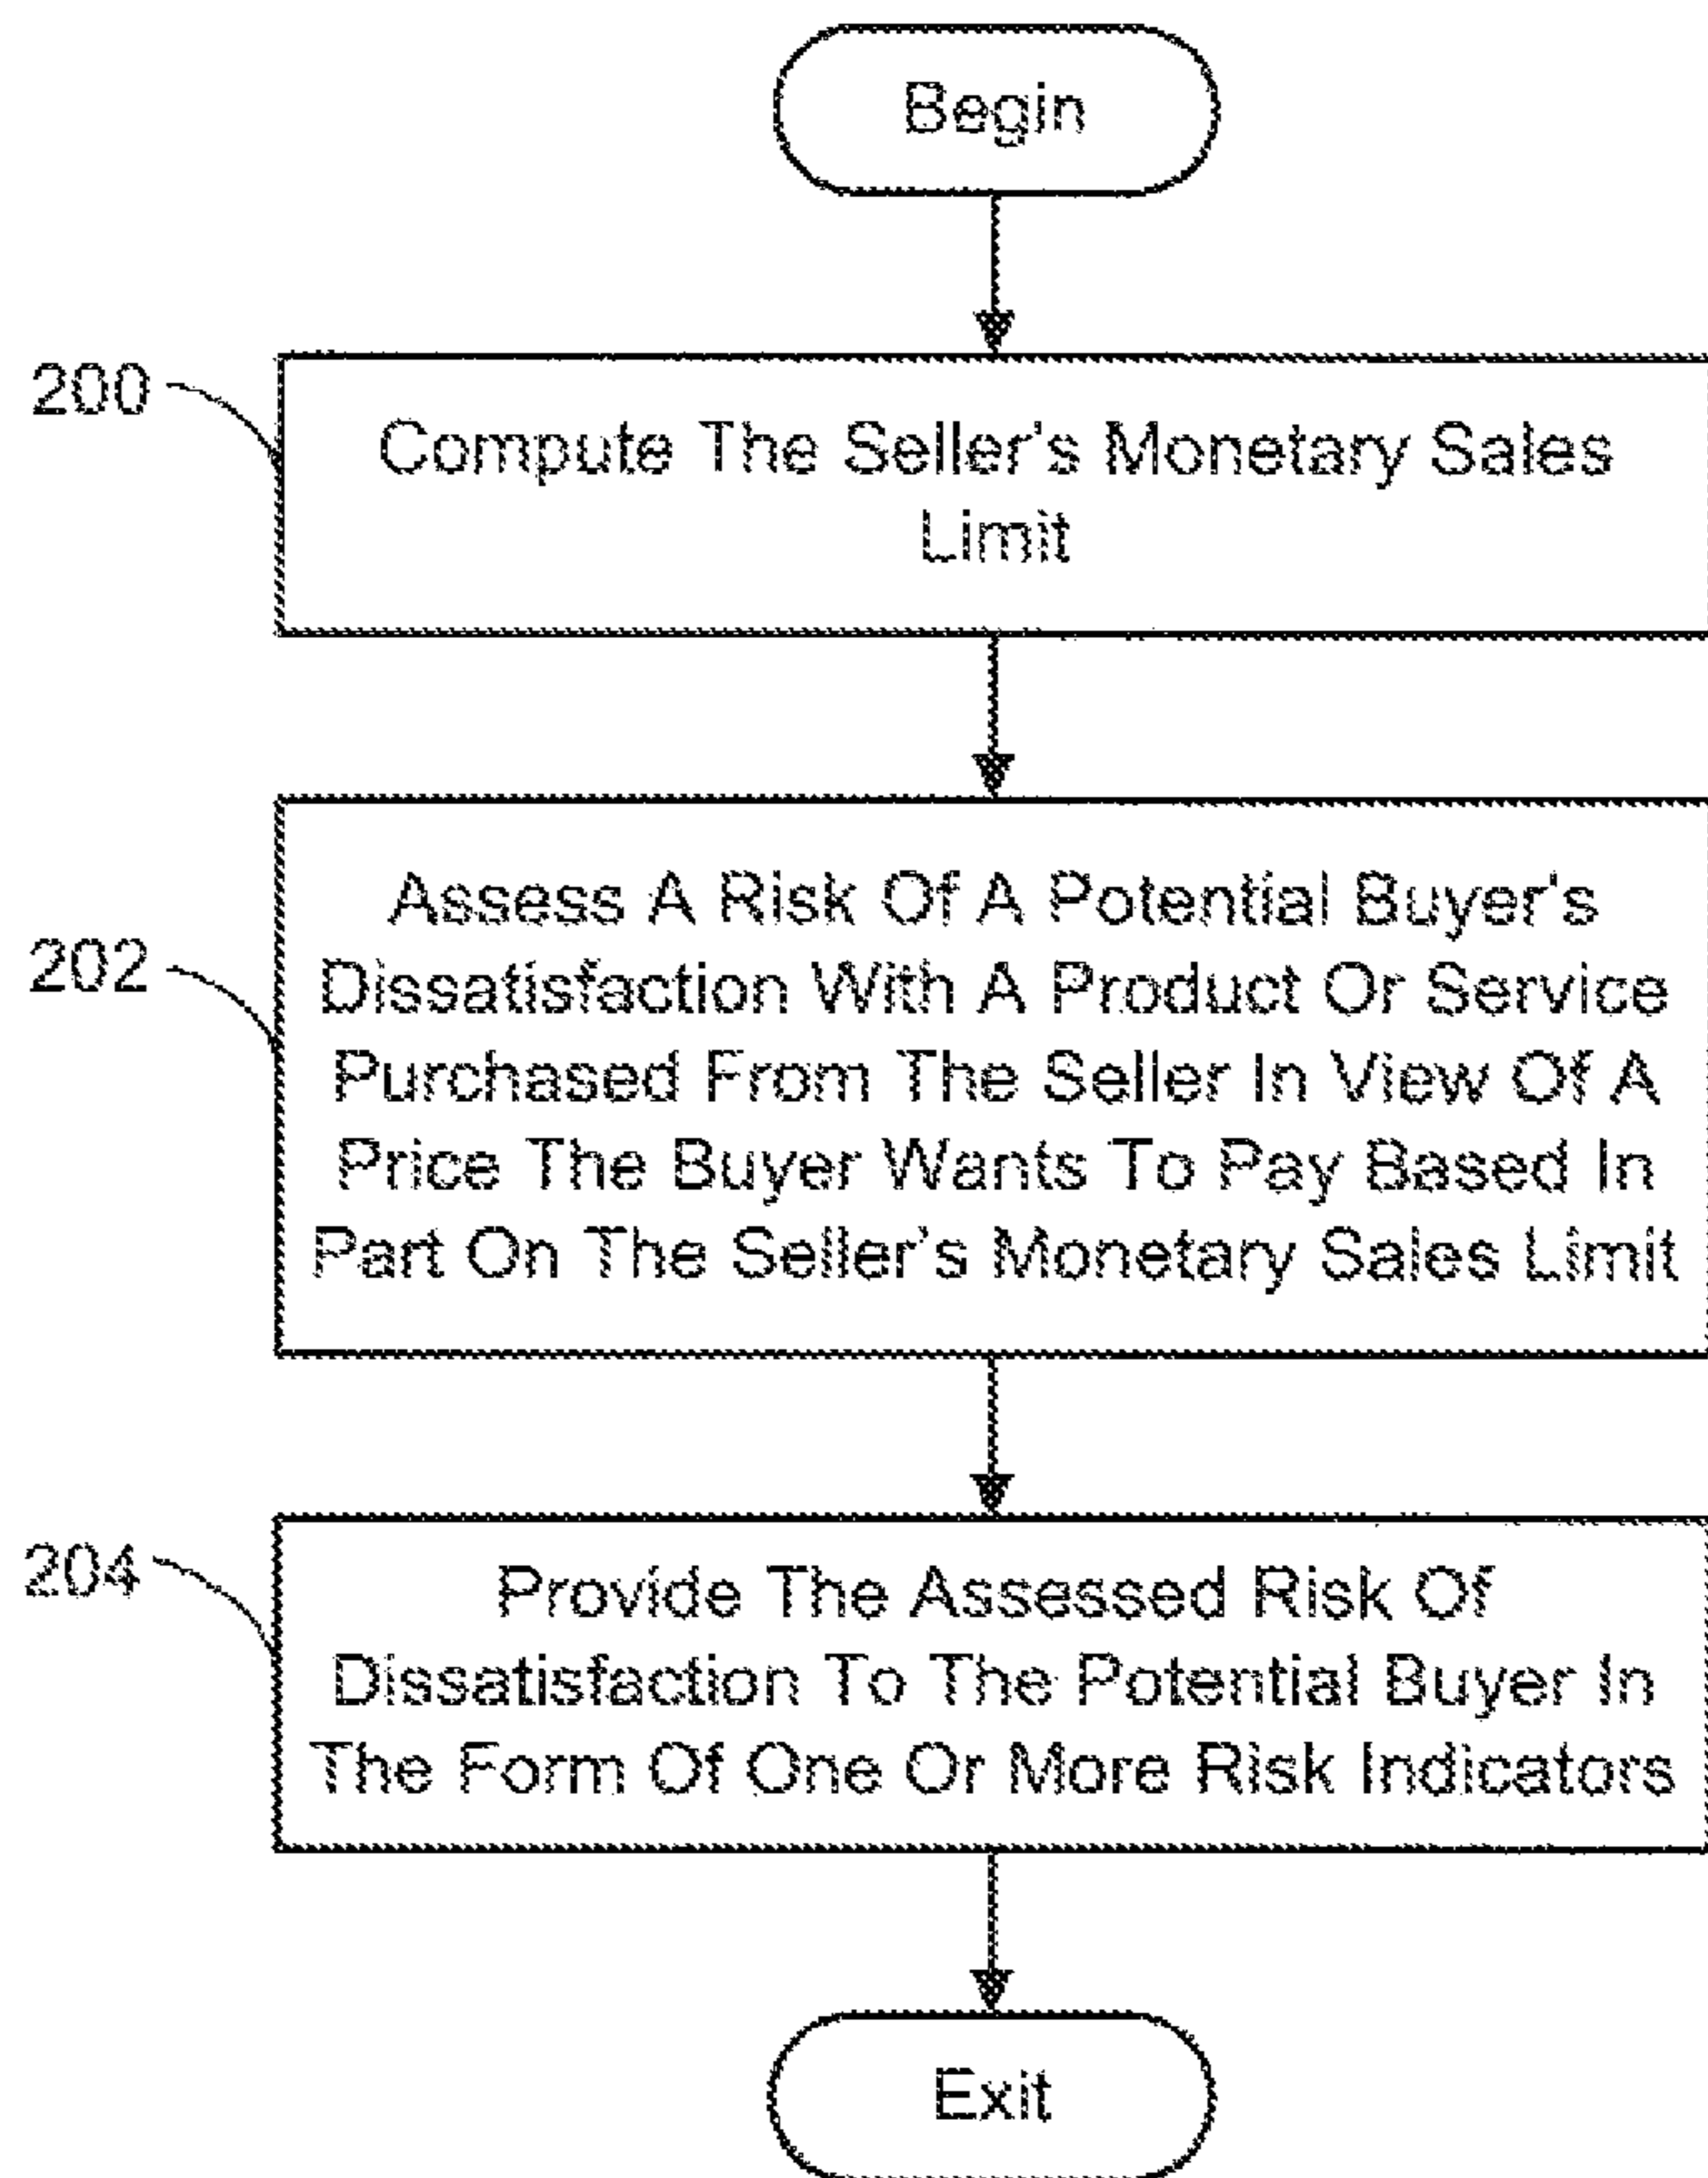 Begin
200
Compute The Seller's Monetary Sales
Limit
202
Assess A Risk Of A Potential Buyer's
Dissatisfaction With A Product Or Service
Purchased From The Seller In View Of A
Price The Buyer Wants To Pay Based In
Part On The Seller's Monetary Sales Limit
204
Provide The Assessed Risk Of
Dissatisfaction To The Potential Buyer In
The Form Of One Or More Risk Indicators
Exit